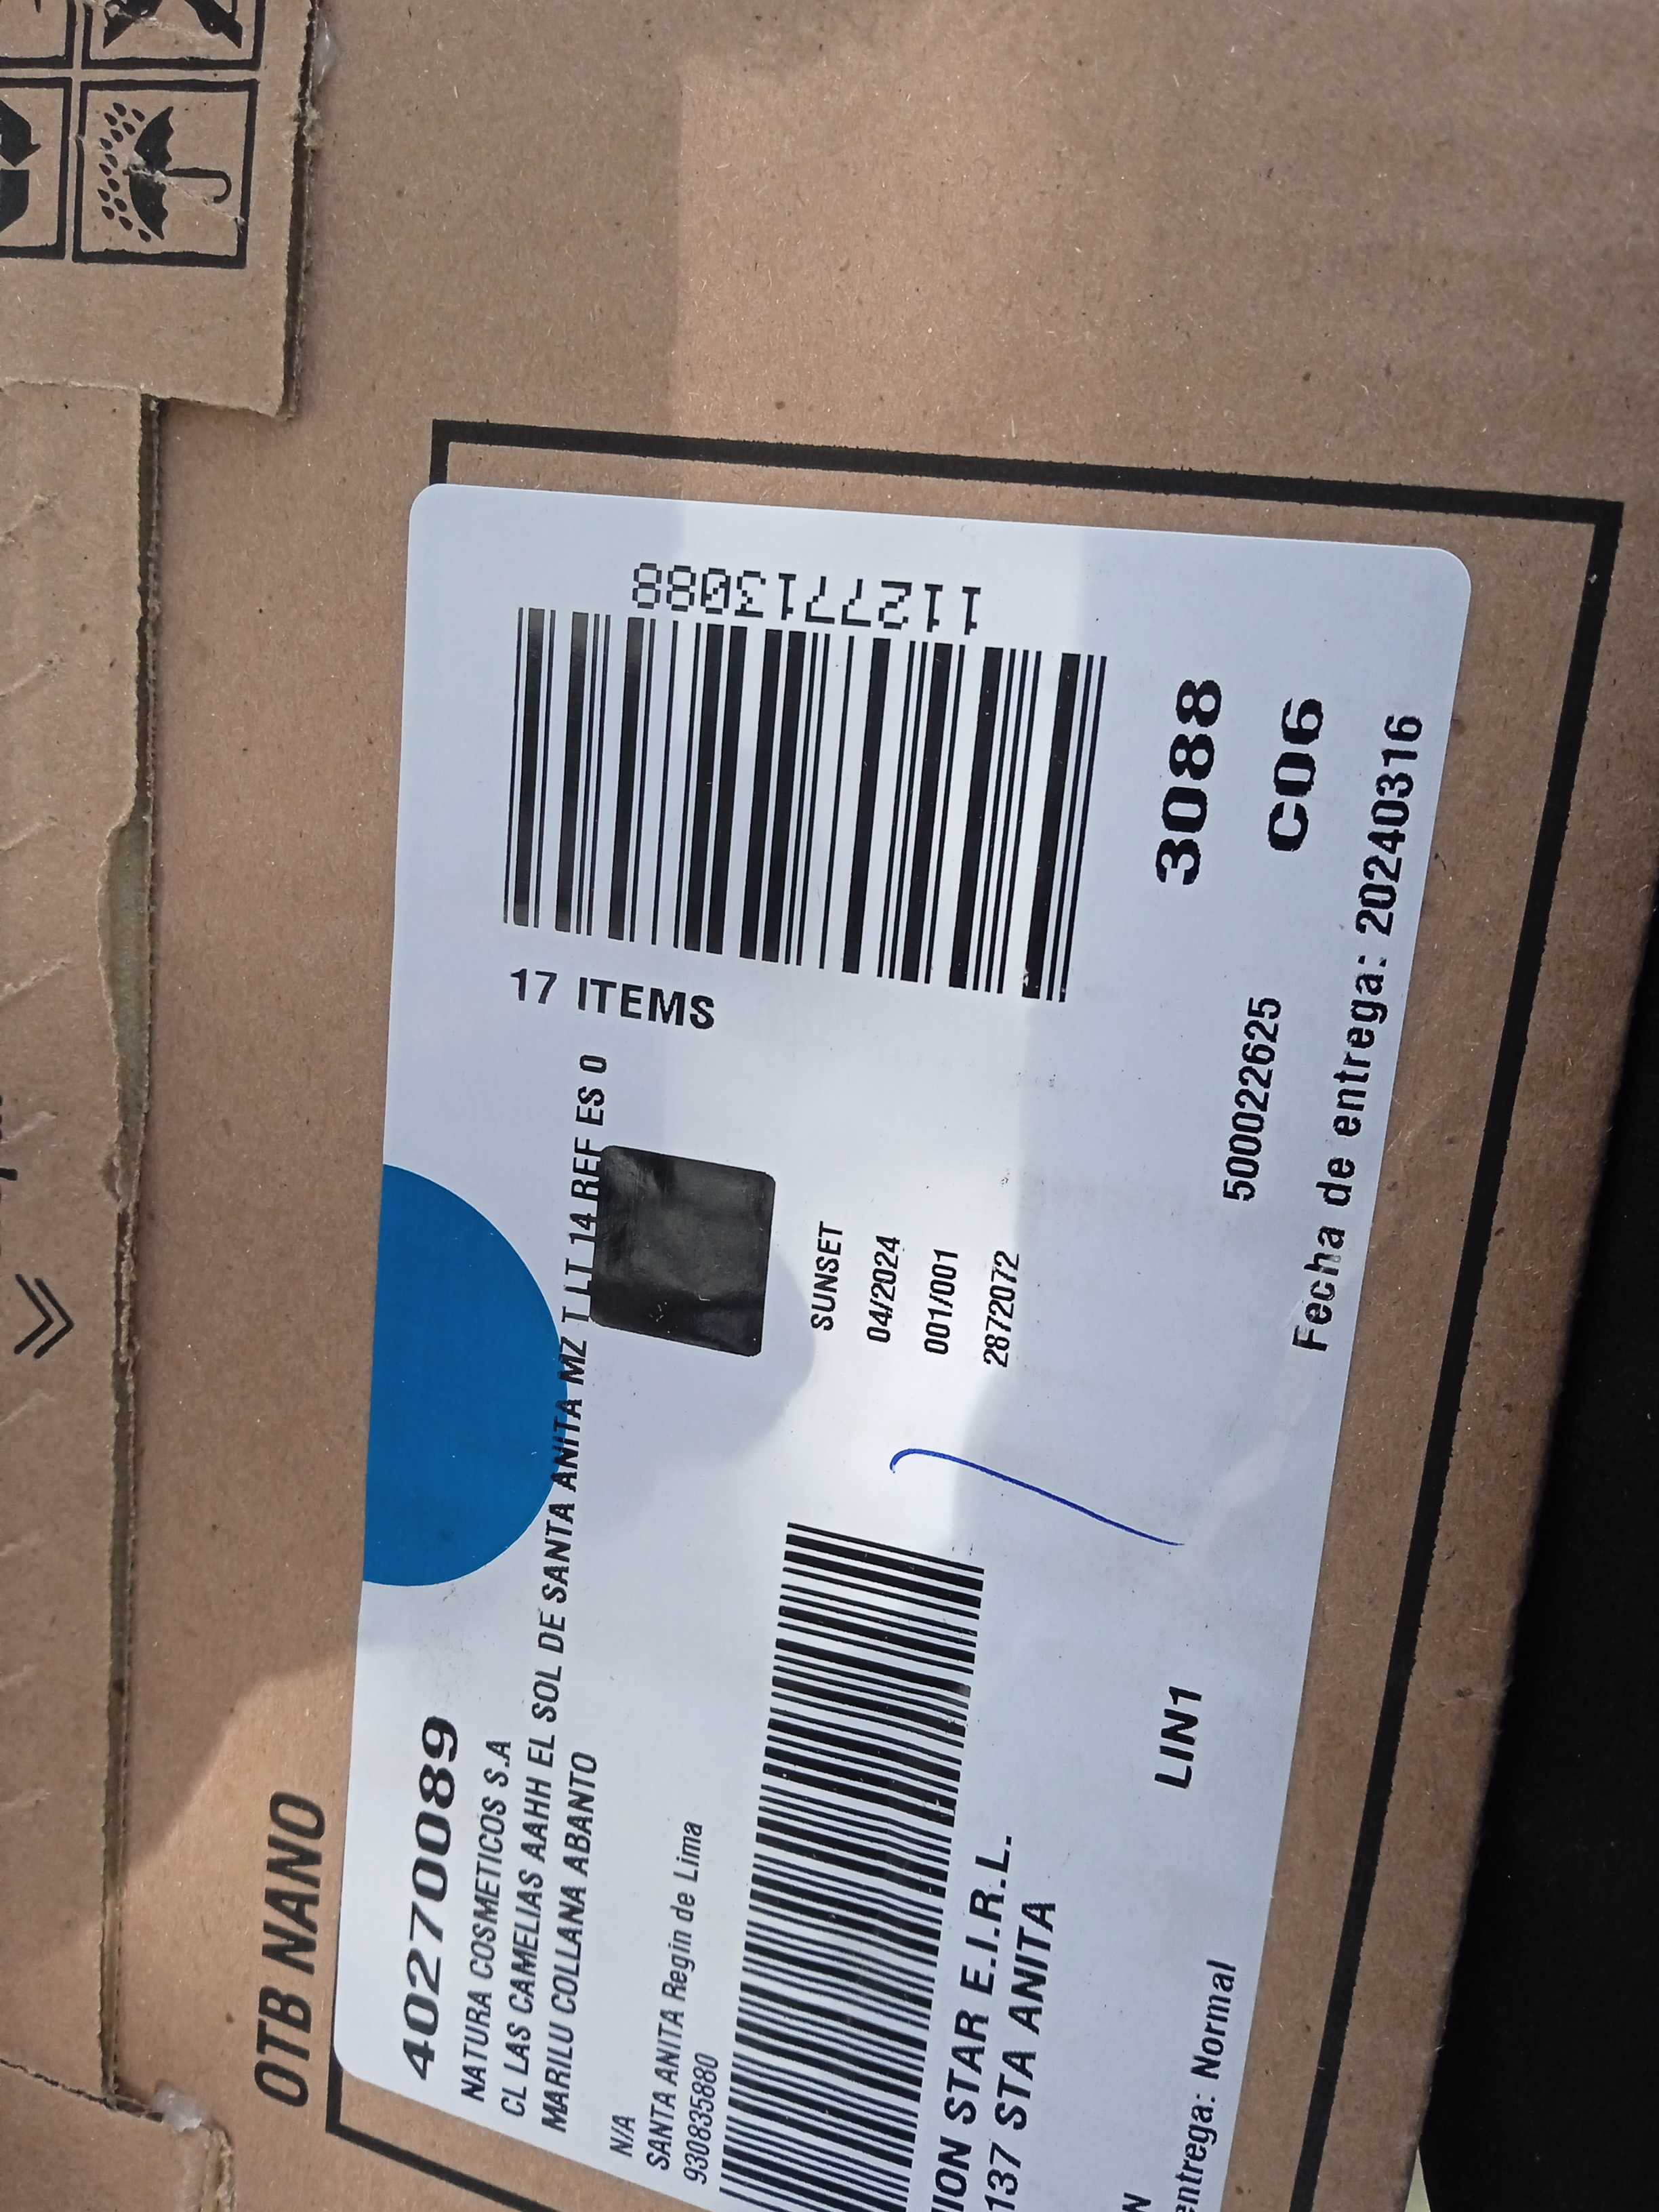 OTB NANO
40270089
NATURA COSMETICOS S.A
CL LAS CAMELIAS AAHH EL SOL DE SANTA ANITA MZ T LT 14 REF ES 0
MARILU COLLANA ABANTO
N/A
SANTA ANITA Regin de Lima
930835880
17 ITEMS
1127713088
SUNSET
04/2024
001/001
2872072
ION STAR E.I.R.L.
137 STA ANITA
LIN1
3088
500022625
C06
entrega: Normal
Fecha de entrega: 20240316